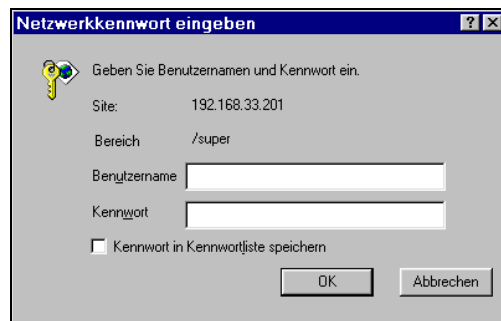 Netzwerkkennwort eingeben
Geben Sie Benutzernamen und Kennwort ein.
Site: 192.168.33.201
Bereich /super
Benutzername
Kennwort
Kennwort in Kennwortliste speichern
OK Abbrechen